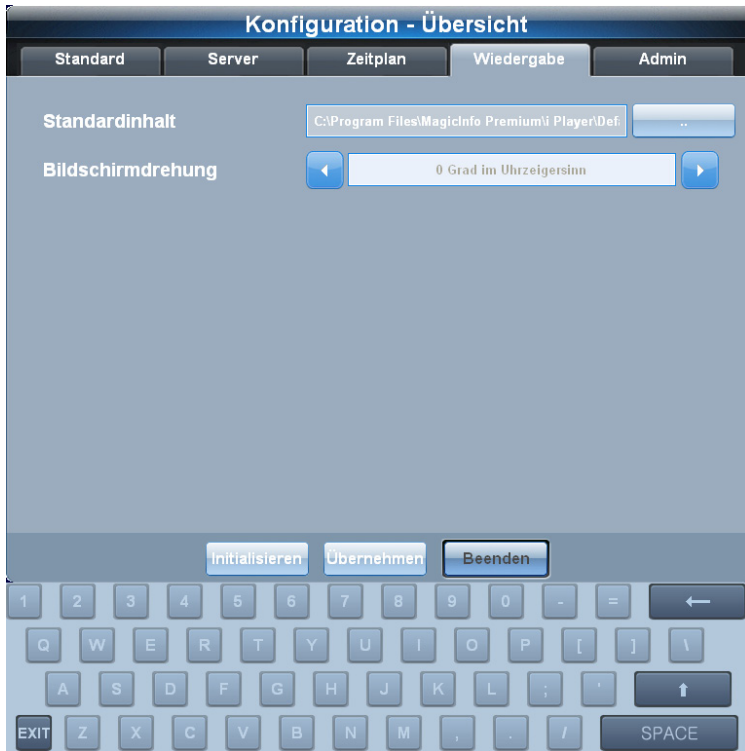 Konfiguration - Übersicht
Standard Server Zeitplan Wiedergabe Admin
Standardinhalt C:\Program Files\MagicInfo Premium\i Player\Def ..
Bildschirmdrehung 0 Grad im Uhrzeigersinn
Initialisieren Übernehmen Beenden
1 2 3 4 5 6 7 8 9 0 - = ←
Q W E R T Y U I O P [ ] \
A S D F G H J K L ; ' ↑
EXIT Z X C V B N M , . / SPACE